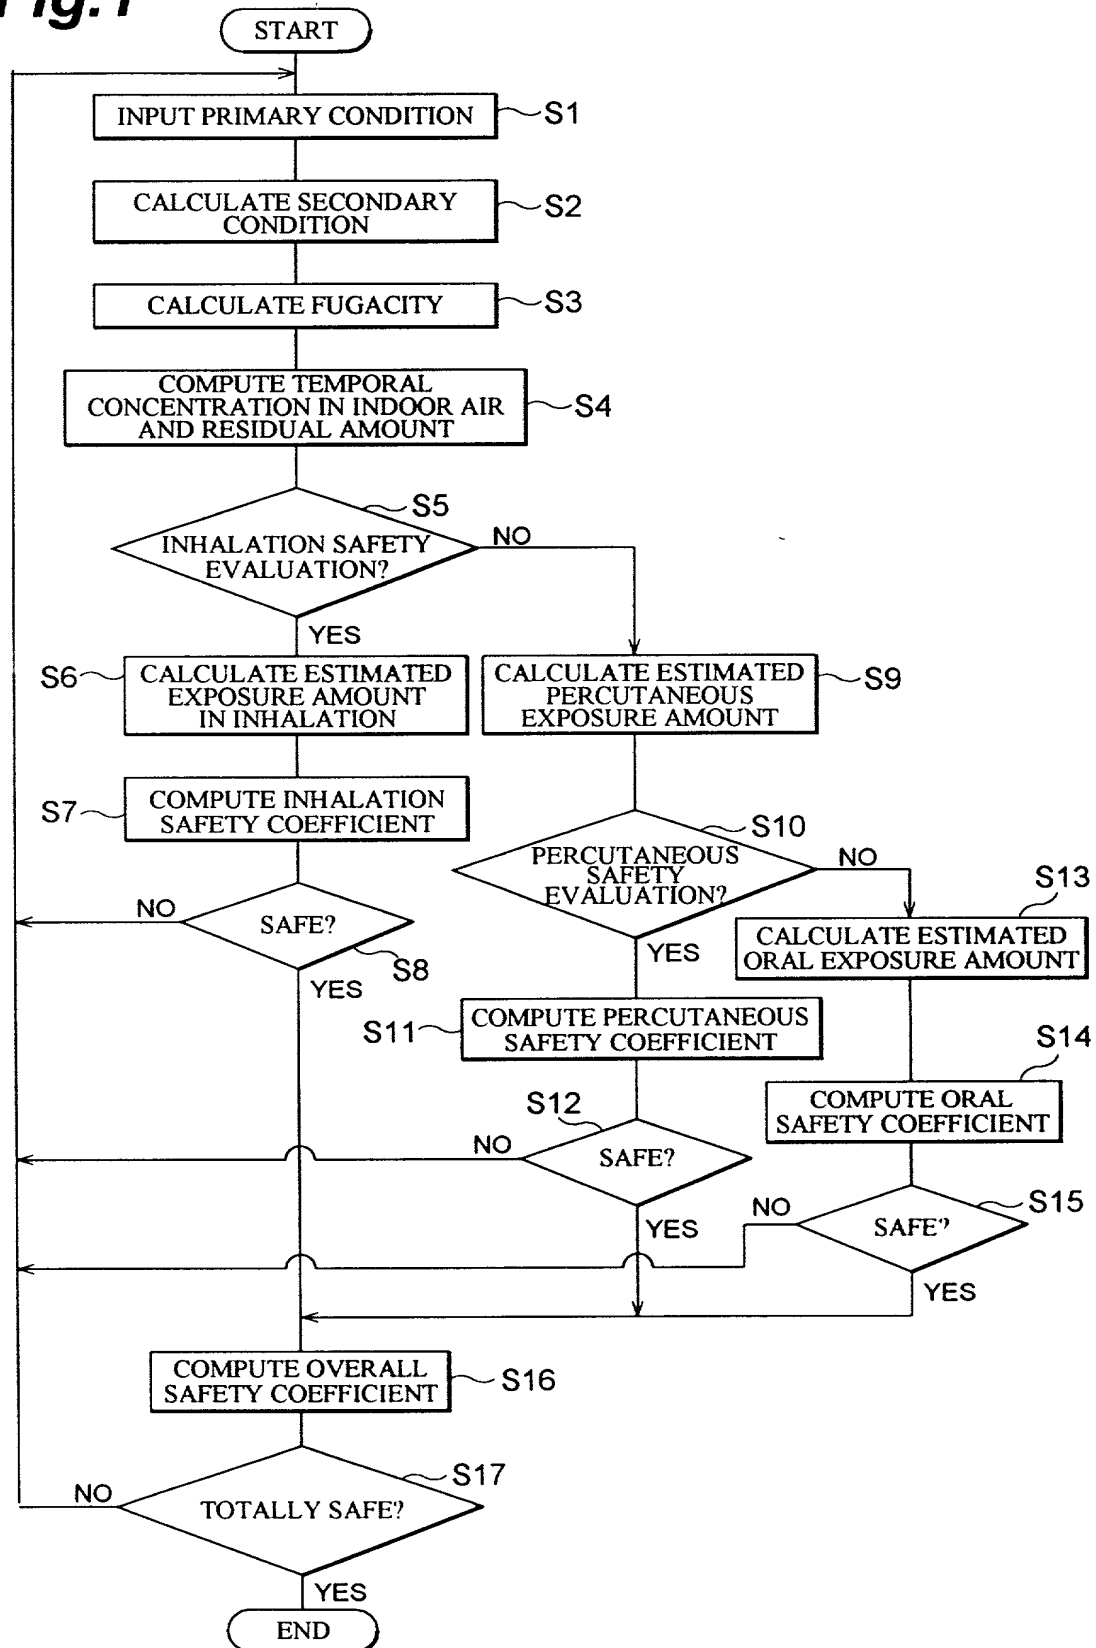 Fig.1
START
INPUT PRIMARY CONDITION
S1
CALCULATE SECONDARY
CONDITION
S2
CALCULATE FUGACITY
S3
COMPUTE TEMPORAL
CONCENTRATION IN INDOOR AIR
AND RESIDUAL AMOUNT
S4
S5
INHALATION SAFETY
EVALUATION?
NO
YES
S6
CALCULATE ESTIMATED
EXPOSURE AMOUNT
IN INHALATION
CALCULATE ESTIMATED
PERCUTANEOUS
EXPOSURE AMOUNT
S9
S7
COMPUTE INHALATION
SAFETY COEFFICIENT
S10
PERCUTANEOUS
SAFETY
EVALUATION?
NO
YES
S13
CALCULATE ESTIMATED
ORAL EXPOSURE AMOUNT
NO
SAFE?
S8
YES
S11
COMPUTE PERCUTANEOUS
SAFETY COEFFICIENT
S14
COMPUTE ORAL
SAFETY COEFFICIENT
S12
NO
SAFE?
YES
S15
NO
SAFE?
YES
COMPUTE OVERALL
SAFETY COEFFICIENT
S16
S17
NO
TOTALLY SAFE?
YES
END